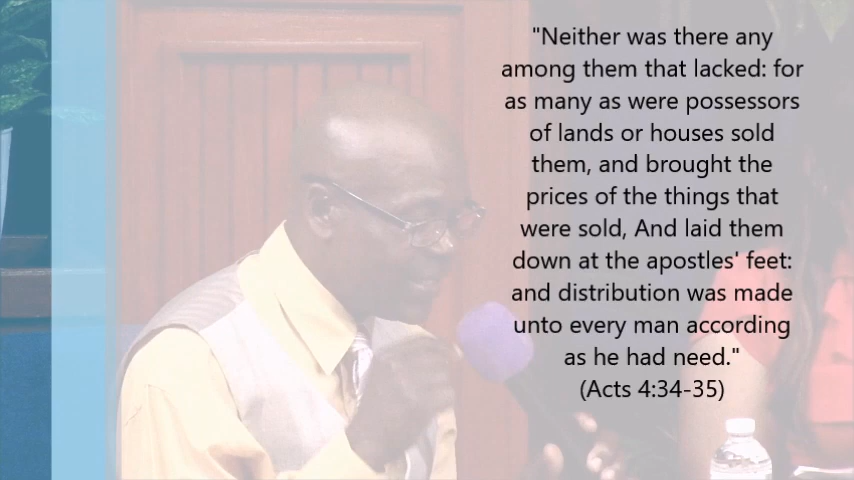 "Neither was there any
among them that lacked: for
as many as were possessors
of lands or houses sold
them, and brought the
prices of the things that
were sold, And laid them
down at the apostles' feet:
and distribution was made
unto every man according
as he had need."
(Acts 4:34-35)